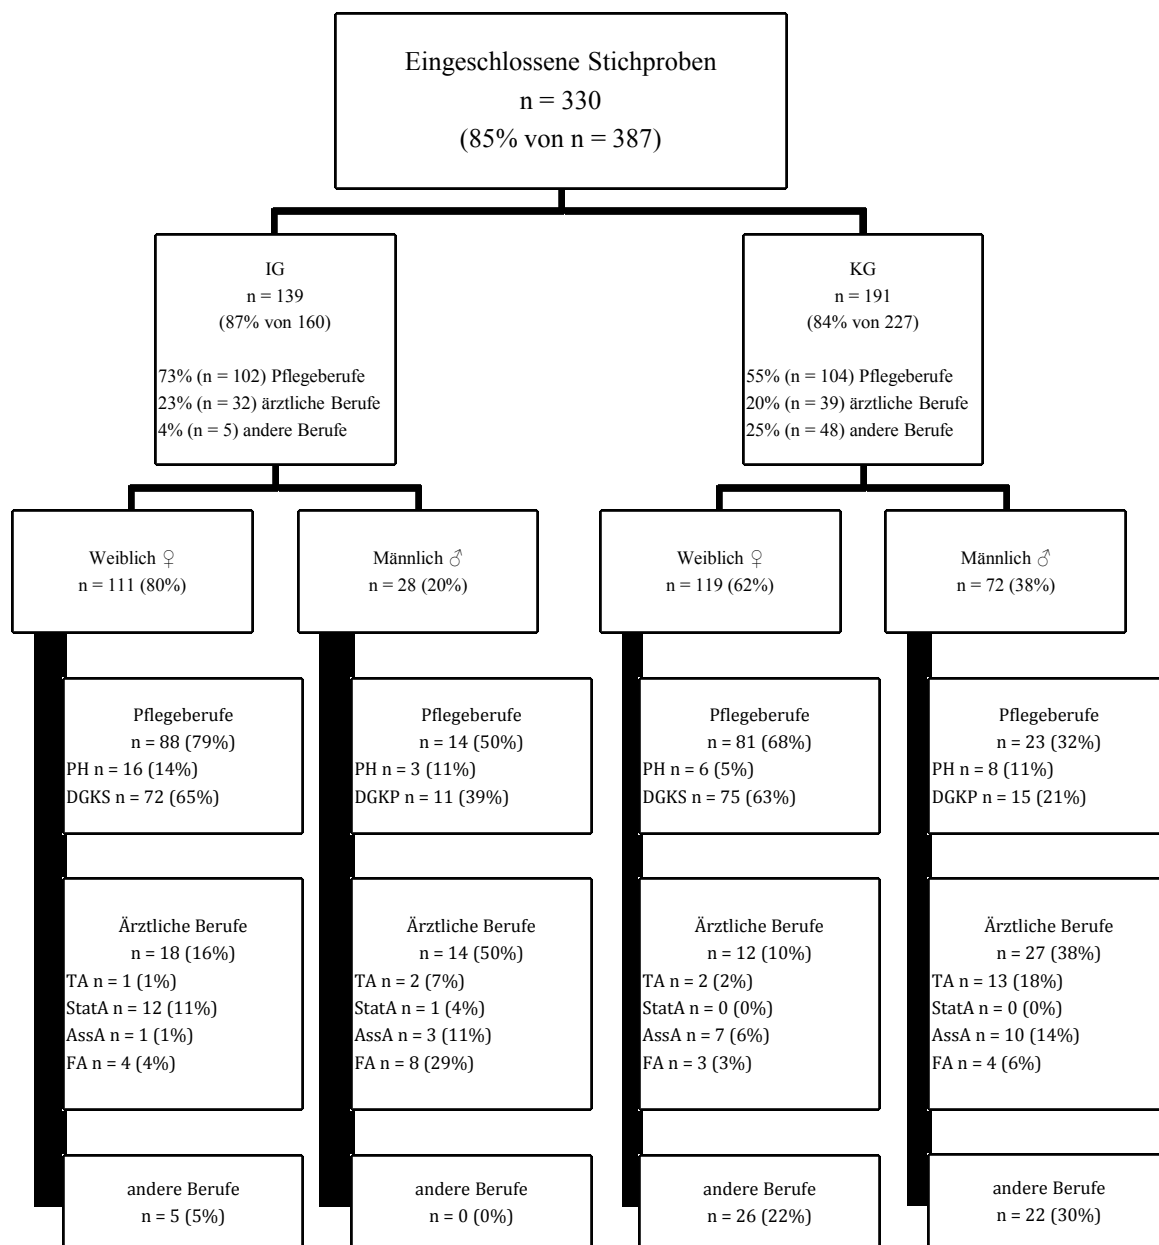 Eingeschlossene Stichproben
n = 330
(85% von n = 387)
IG
n = 139
(87% von 160)
73% (n = 102) Pflegeberufe
23% (n = 32) ärztliche Berufe
4% (n = 5) andere Berufe
KG
n = 191
(84% von 227)
55% (n = 104) Pflegeberufe
20% (n = 39) ärztliche Berufe
25% (n = 48) andere Berufe
Weiblich ♀
n = 111 (80%)
Männlich ♂
n = 28 (20%)
Weiblich ♀
n = 119 (62%)
Männlich ♂
n = 72 (38%)
Pflegeberufe
n = 88 (79%)
PH n = 16 (14%)
DGKS n = 72 (65%)
Pflegeberufe
n = 14 (50%)
PH n = 3 (11%)
DGKP n = 11 (39%)
Pflegeberufe
n = 81 (68%)
PH n = 6 (5%)
DGKS n = 75 (63%)
Pflegeberufe
n = 23 (32%)
PH n = 8 (11%)
DGKP n = 15 (21%)
Ärztliche Berufe
n = 18 (16%)
TA n = 1 (1%)
StatA n = 12 (11%)
AssA n = 1 (1%)
FA n = 4 (4%)
Ärztliche Berufe
n = 14 (50%)
TA n = 2 (7%)
StatA n = 1 (4%)
AssA n = 3 (11%)
FA n = 8 (29%)
Ärztliche Berufe
n = 12 (10%)
TA n = 2 (2%)
StatA n = 0 (0%)
AssA n = 7 (6%)
FA n = 3 (3%)
Ärztliche Berufe
n = 27 (38%)
TA n = 13 (18%)
StatA n = 0 (0%)
AssA n = 10 (14%)
FA n = 4 (6%)
andere Berufe
n = 5 (5%)
andere Berufe
n = 0 (0%)
andere Berufe
n = 26 (22%)
andere Berufe
n = 22 (30%)